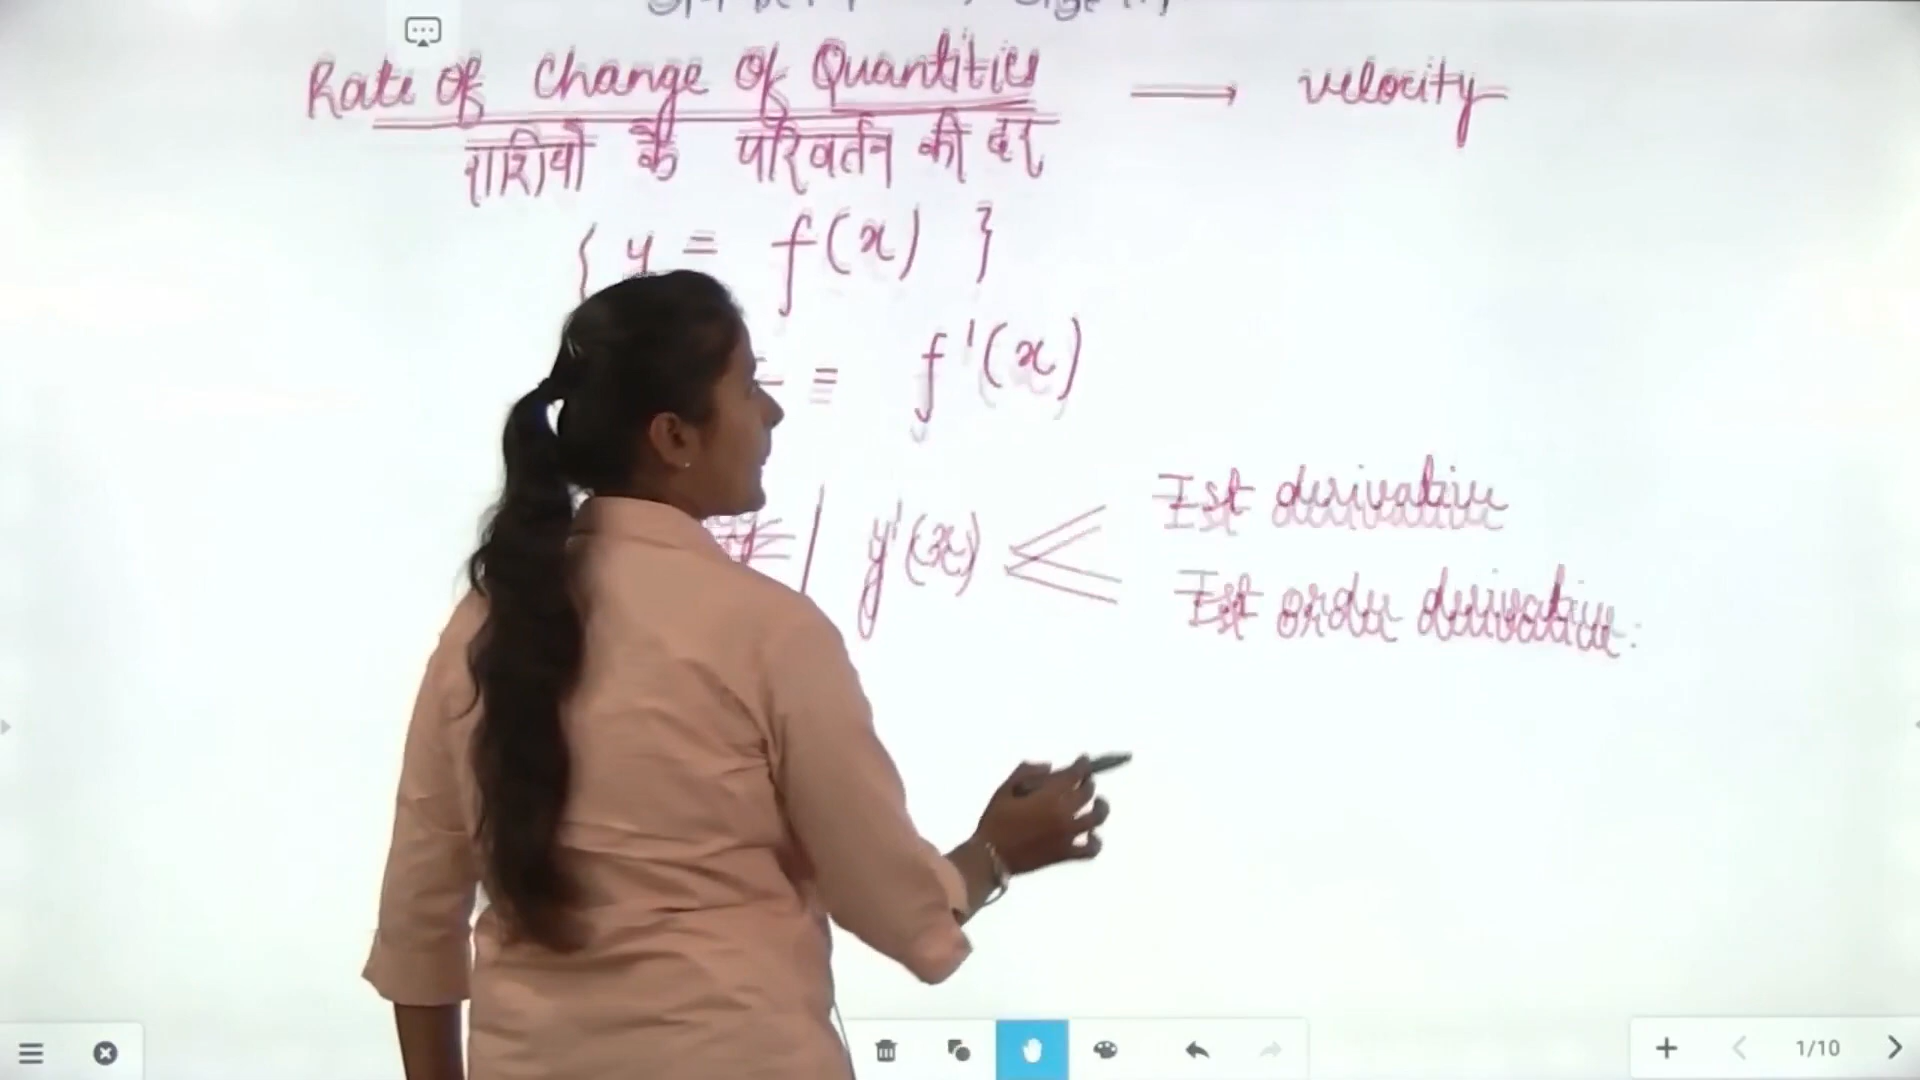 Rate Of Change Of Quantities → velocity
राशियों के परिवर्तन की दर
{ y = f(x) }
= f'(x)
y'(x)
Ist derivative
Ist order derivative
1/10